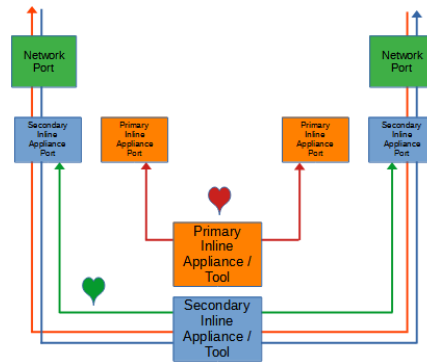 Network
Port
Network
Port
Secondary
Inline
Appliance
Port
Primary
Inline
Appliance
Port
Primary
Inline
Appliance
Port
Secondary
Inline
Appliance
Port
Primary
Inline
Appliance /
Tool
Secondary
Inline
Appliance /
Tool